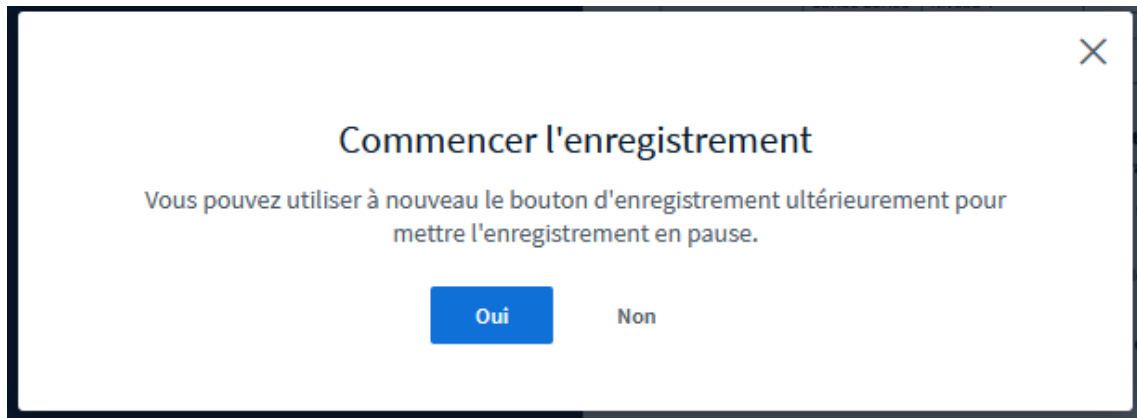 Commencer l'enregistrement
Vous pouvez utiliser à nouveau le bouton d'enregistrement ultérieurement pour
mettre l'enregistrement en pause.
Oui Non